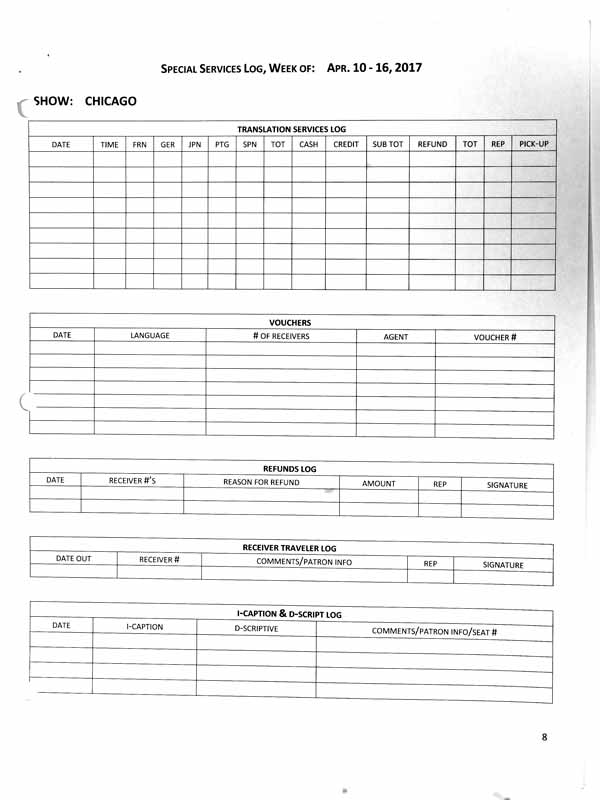 SPECIAL SERVICES LOG, WEEK OF: APR. 10 - 16, 2017
SHOW: CHICAGO
TRANSLATION SERVICES LOG
DATE TIME FRN GER JPN PTG SPN TOT CASH CREDIT SUB TOT REFUND TOT REP PICK-UP
VOUCHERS
DATE LANGUAGE # OF RECEIVERS AGENT VOUCHER #
REFUNDS LOG
DATE RECEIVER #'S REASON FOR REFUND AMOUNT REP SIGNATURE
RECEIVER TRAVELER LOG
DATE OUT RECEIVER # COMMENTS/PATRON INFO REP SIGNATURE
I-CAPTION & D-SCRIPT LOG
DATE I-CAPTION D-SCRIPTIVE COMMENTS/PATRON INFO/SEAT #
8